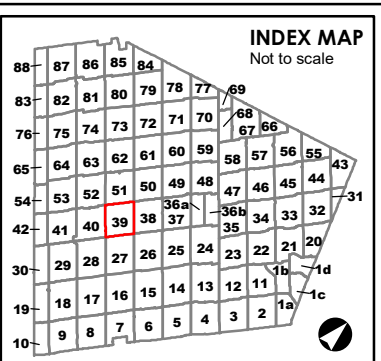 INDEX MAP
Not to scale
88 87 86 85 84
83 82 81 80 79 78 77 69
76 75 74 73 72 71 70 68 67 66
65 64 63 62 61 60 59 58 57 56 55 43
54 53 52 51 50 49 48 47 46 45 44 31
42 41 40 39 38 37 36a 36b 35 34 33 32
30 29 28 27 26 25 24 23 22 21 20
19 18 17 16 15 14 13 12 11 1b 1d 1c
10 9 8 7 6 5 4 3 2 1a